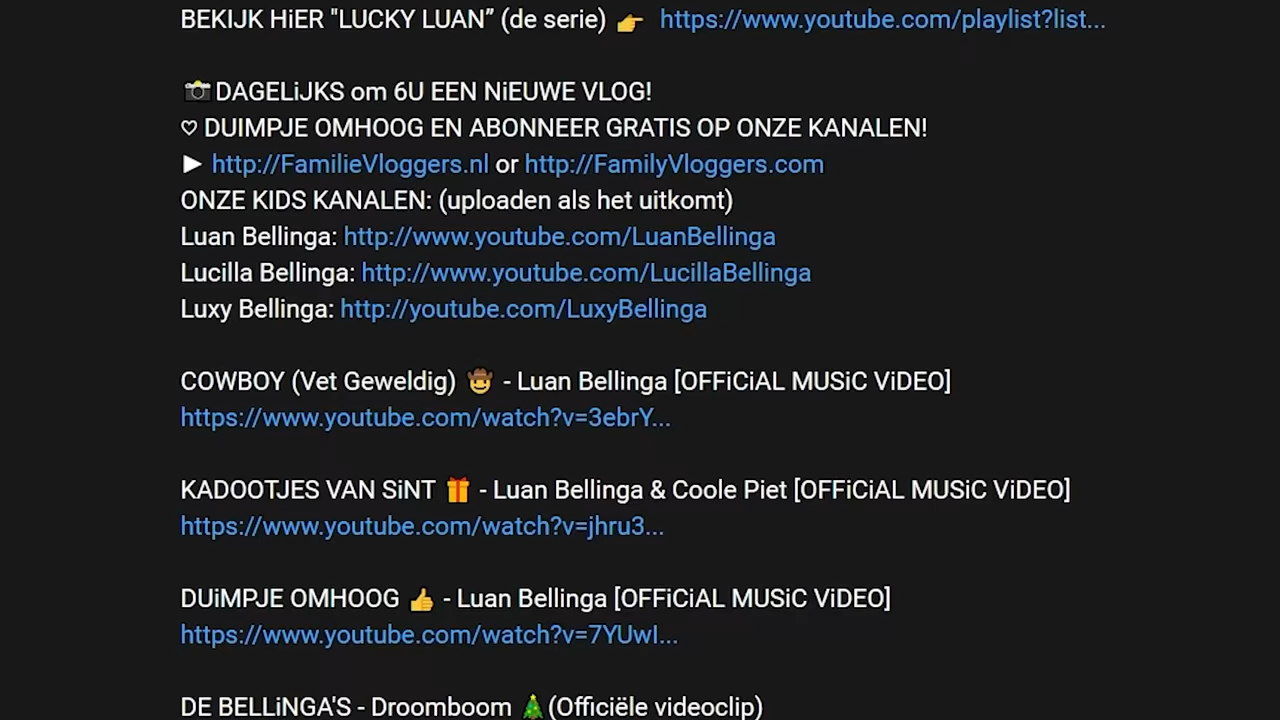 BEKIJK HiER "LUCKY LUAN” (de serie) 👉 https://www.youtube.com/playlist?list...
📷DAGELiJKS om 6U EEN NiEUWE VLOG!
♡ DUIMPJE OMHOOG EN ABONNEER GRATIS OP ONZE KANALEN!
► http://FamilieVloggers.nl or http://FamilyVloggers.com
ONZE KIDS KANALEN: (uploaden als het uitkomt)
Luan Bellinga: http://www.youtube.com/LuanBellinga
Lucilla Bellinga: http://www.youtube.com/LucillaBellinga
Luxy Bellinga: http://youtube.com/LuxyBellinga
COWBOY (Vet Geweldig) 🤠 - Luan Bellinga [OFFiCiAL MUSiC ViDEO]
https://www.youtube.com/watch?v=3ebrY...
KADOOTJES VAN SiNT 🎁 - Luan Bellinga & Coole Piet [OFFiCiAL MUSiC ViDEO]
https://www.youtube.com/watch?v=jhru3...
DUiMPJE OMHOOG 👍 - Luan Bellinga [OFFiCiAL MUSiC ViDEO]
https://www.youtube.com/watch?v=7YUwI...
DE BELLiNGA'S - Droomboom 🎄(Officiële videoclip)